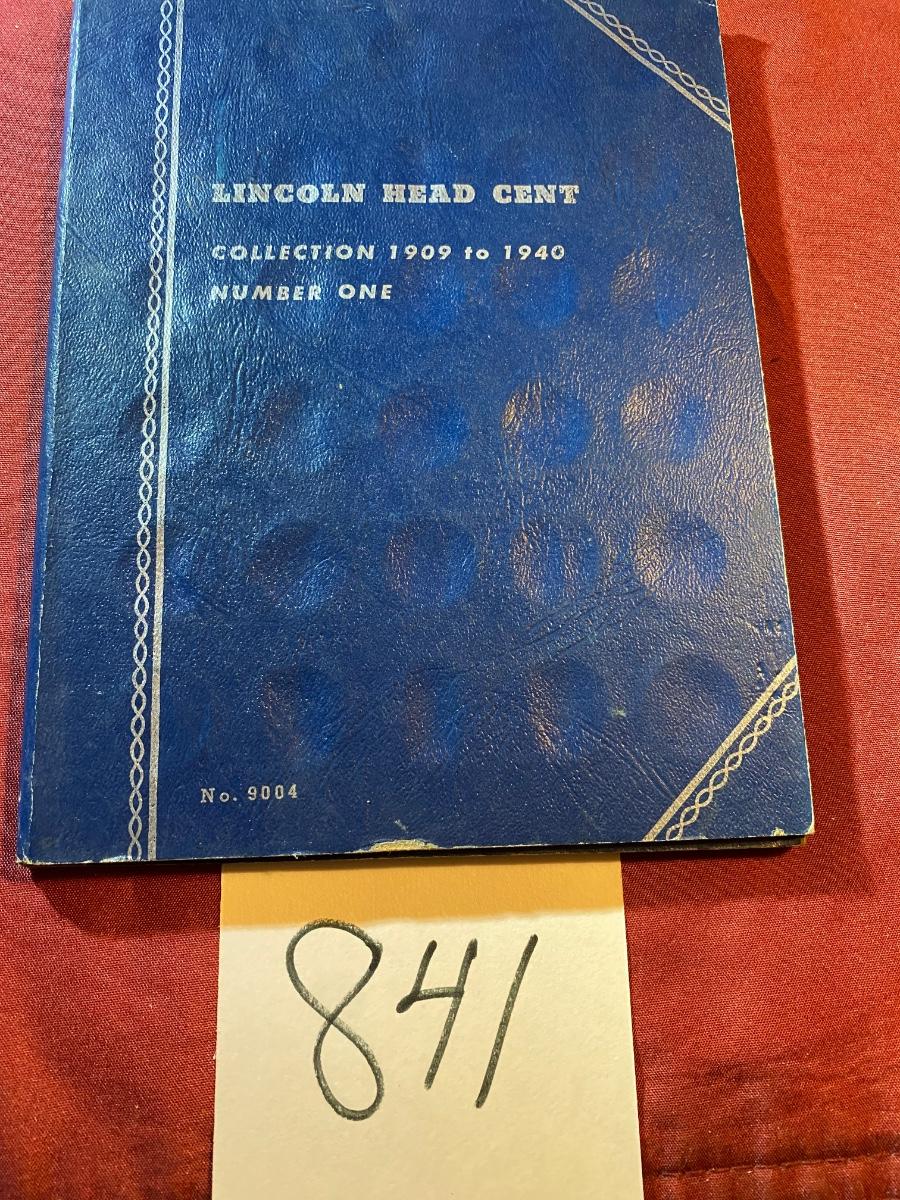 LINCOLN HEAD CENT
COLLECTION 1909 to 1940
NUMBER ONE
No. 9004
841